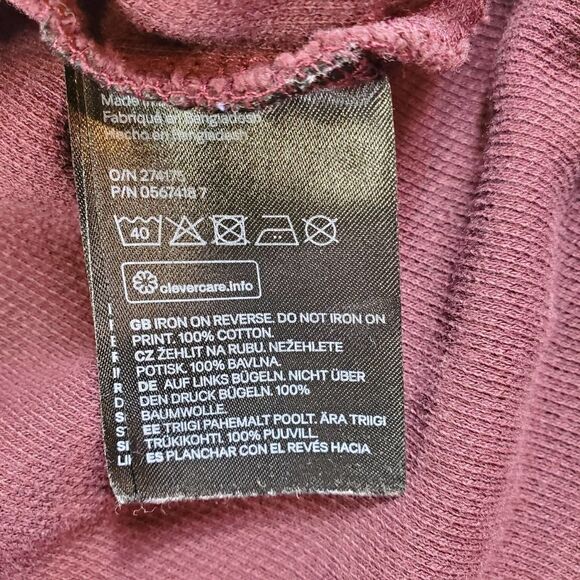 Made in
Fabriqué en Bangladesh
Hecho en Bangladesh
O/N 274175
P/N 0567418 7
40
clevercare.info
GB IRON ON REVERSE. DO NOT IRON ON
PRINT. 100% COTTON.
CZ ŽEHLIT NA RUBU. NEŽEHLETE
POTISK. 100% BAVLNA.
DE AUF LINKS BÜGELN. NICHT ÜBER
DEN DRUCK BÜGELN. 100%
BAUMWOLLE.
EE TRIIGI PAHEMALT POOLT. ÄRA TRIIGI
TRÜKIKOHTI. 100% PUUVILL.
ES PLANCHAR CON EL REVÉS HACIA